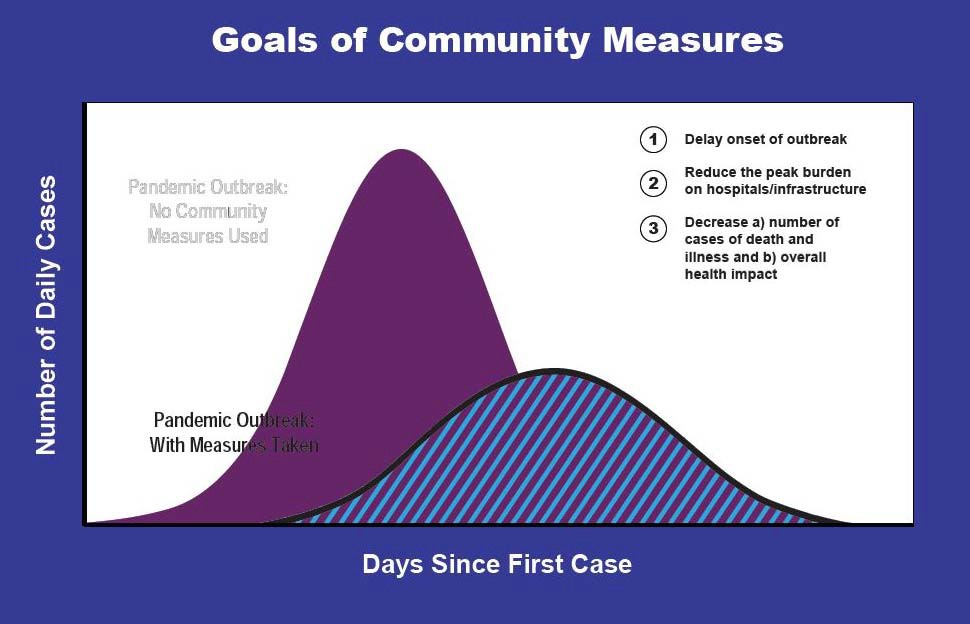 Goals of Community Measures
Number of Daily Cases
Pandemic Outbreak:
No Community
Measures Used
1 Delay onset of outbreak
2 Reduce the peak burden
on hospitals/infrastructure
3 Decrease a) number of
cases of death and
illness and b) overall
health impact
Pandemic Outbreak:
With Measures Taken
Days Since First Case